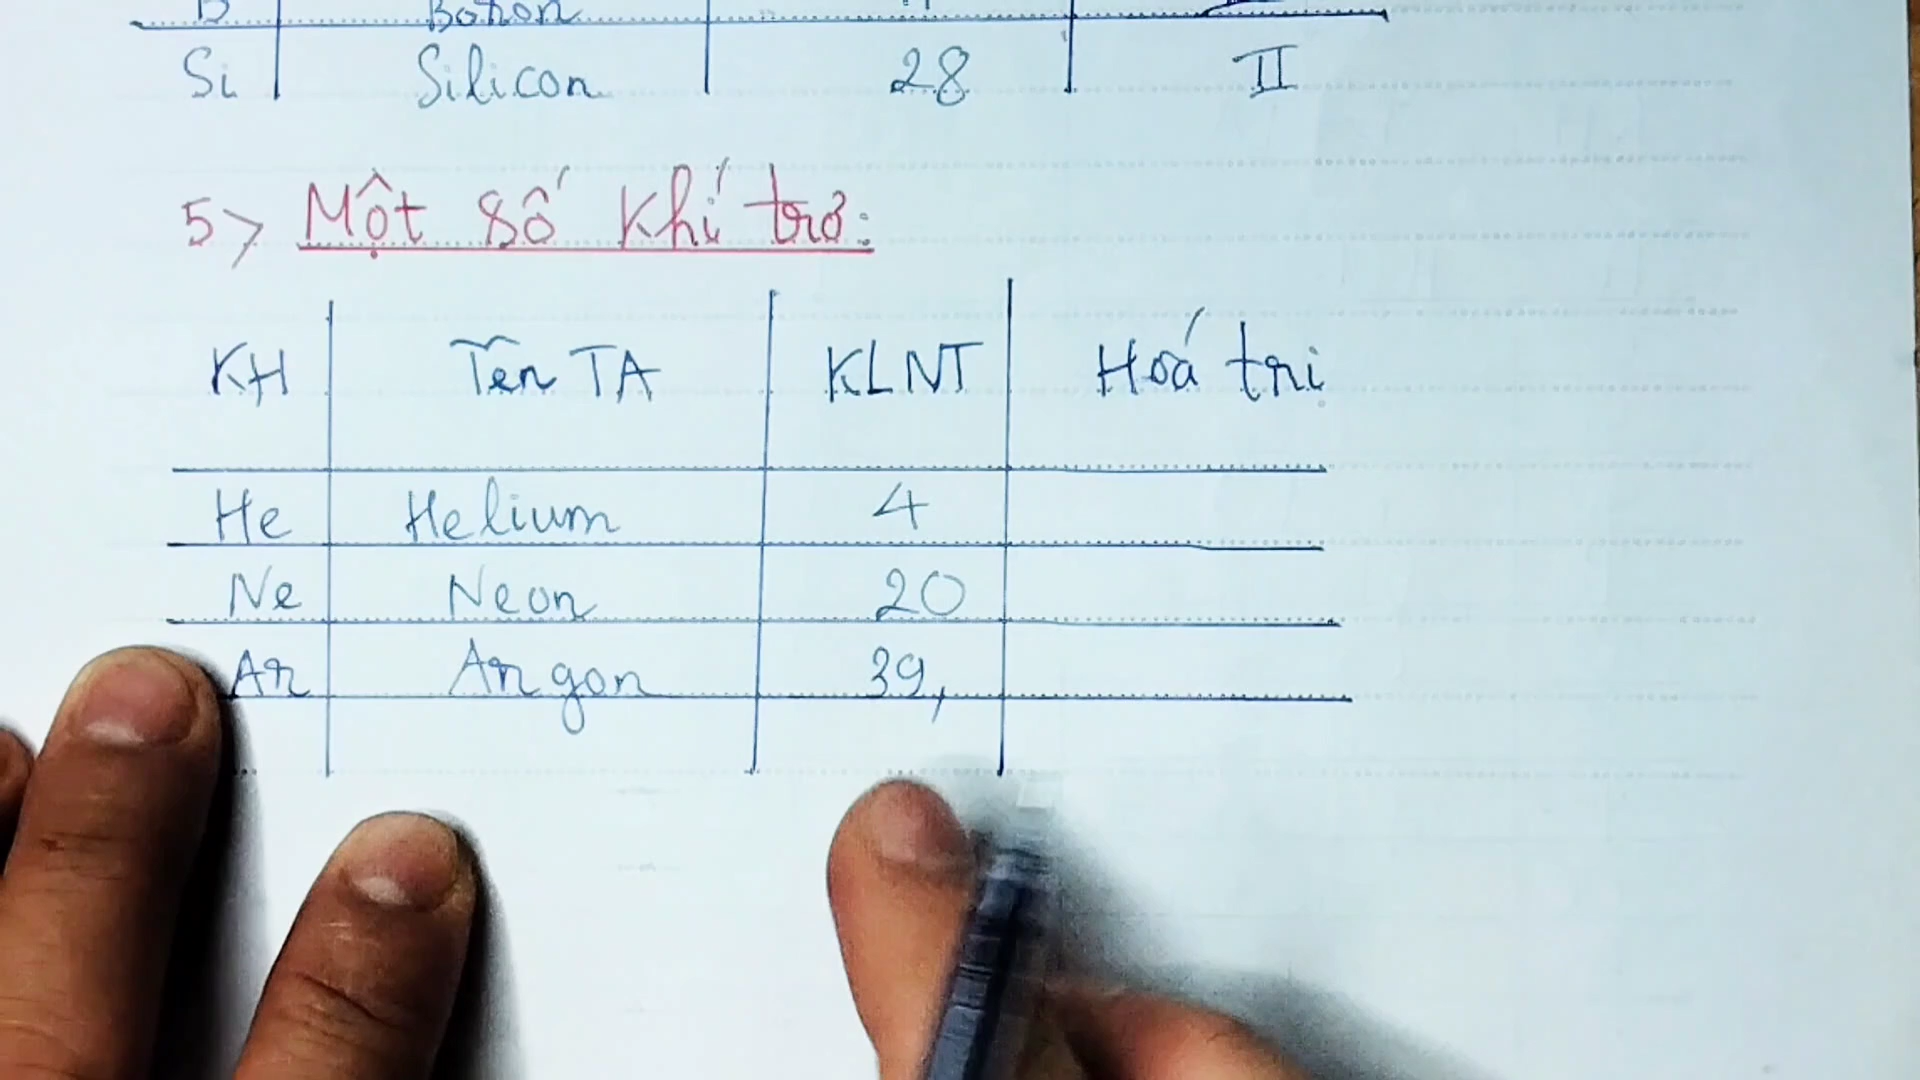 B Boron
Si Silicon 28 II
5> Một số khí trơ:
KH Tên TA KLNT Hoá trị
He Helium 4
Ne Neon 20
Ar Argon 39,